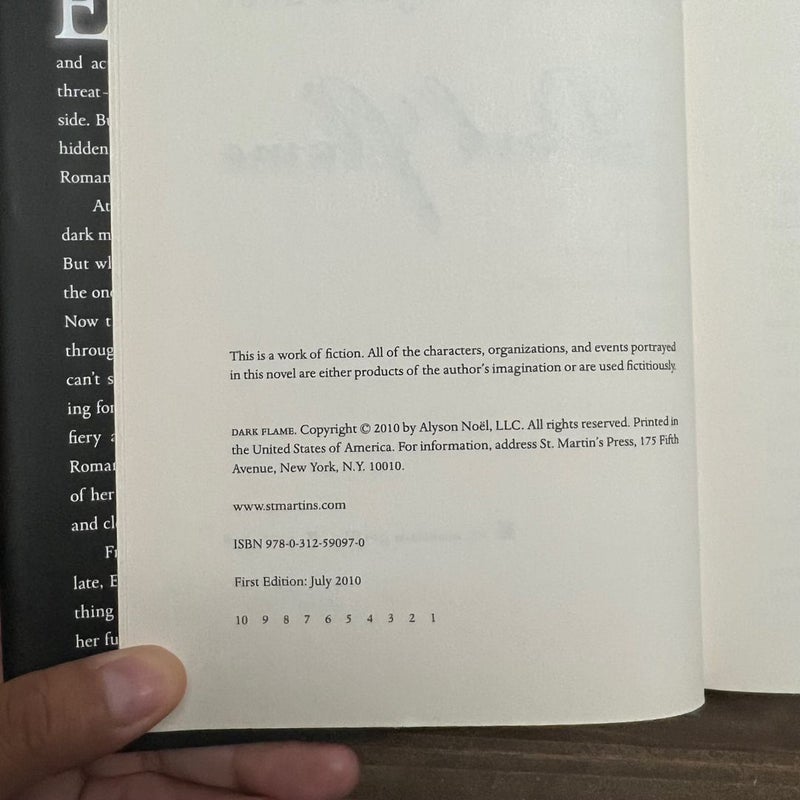 E
and ac
threat-
side. Bu
hidden
Roman
At
dark m
But wh
the one
Now t
throug
can't s
ing for
fiery a
Roman
of her
and cl
Fr
late, E
thing
her fu
This is a work of fiction. All of the characters, organizations, and events portrayed
in this novel are either products of the author's imagination or are used fictitiously.
DARK FLAME. Copyright © 2010 by Alyson Noël, LLC. All rights reserved. Printed in
the United States of America. For information, address St. Martin's Press, 175 Fifth
Avenue, New York, N.Y. 10010.
www.stmartins.com
ISBN 978-0-312-59097-0
First Edition: July 2010
10 9 8 7 6 5 4 3 2 1